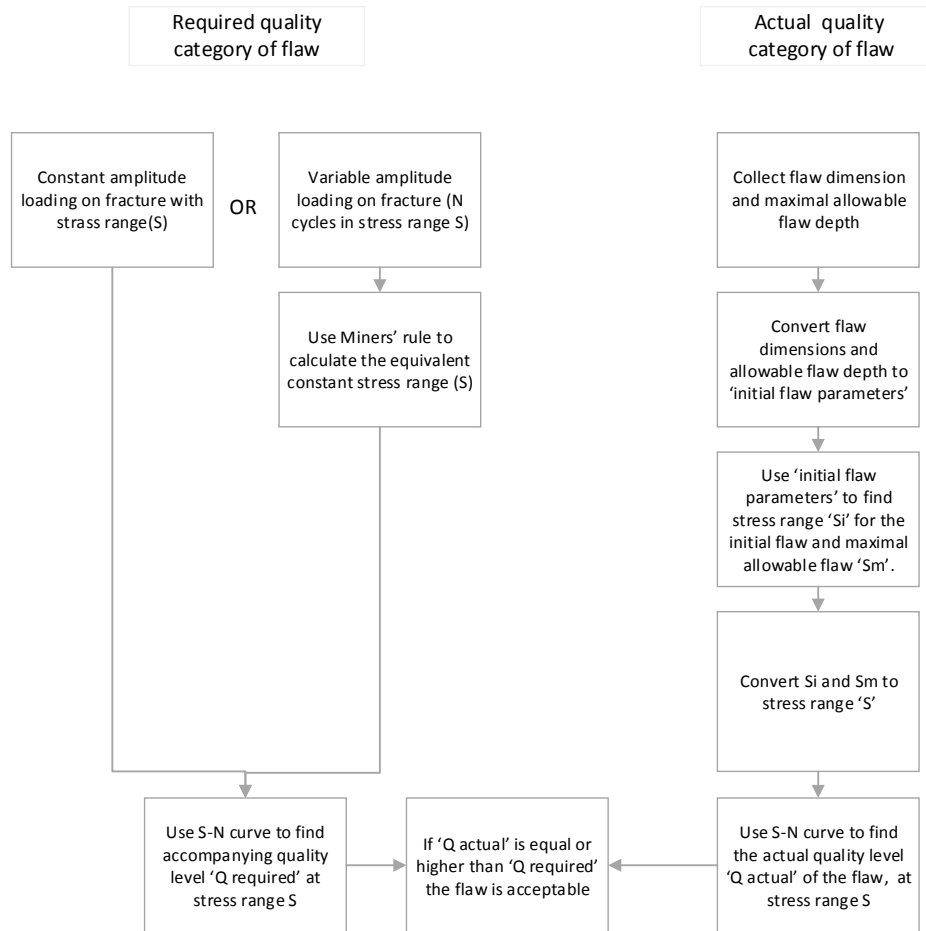 Required quality
category of flaw
Actual  quality
category of flaw
Constant amplitude
loading on fracture with
strass range(S)
OR
Variable amplitude
loading on fracture (N
cycles in stress range S)
Collect flaw dimension
and maximal allowable
flaw depth
Use Miners’ rule to
calculate the equivalent
constant stress range (S)
Convert flaw
dimensions and
allowable flaw depth to
‘initial flaw parameters’
Use ‘initial flaw
parameters’ to find
stress range ‘Si’ for the
initial flaw and maximal
allowable flaw ‘Sm’.
Convert Si and Sm to
stress range ‘S’
Use S-N curve to find
accompanying quality
level ‘Q required’ at
stress range S
If ‘Q actual’ is equal or
higher than ‘Q required’
the flaw is acceptable
Use S-N curve to find
the actual quality level
‘Q actual’ of the flaw,  at
stress range S